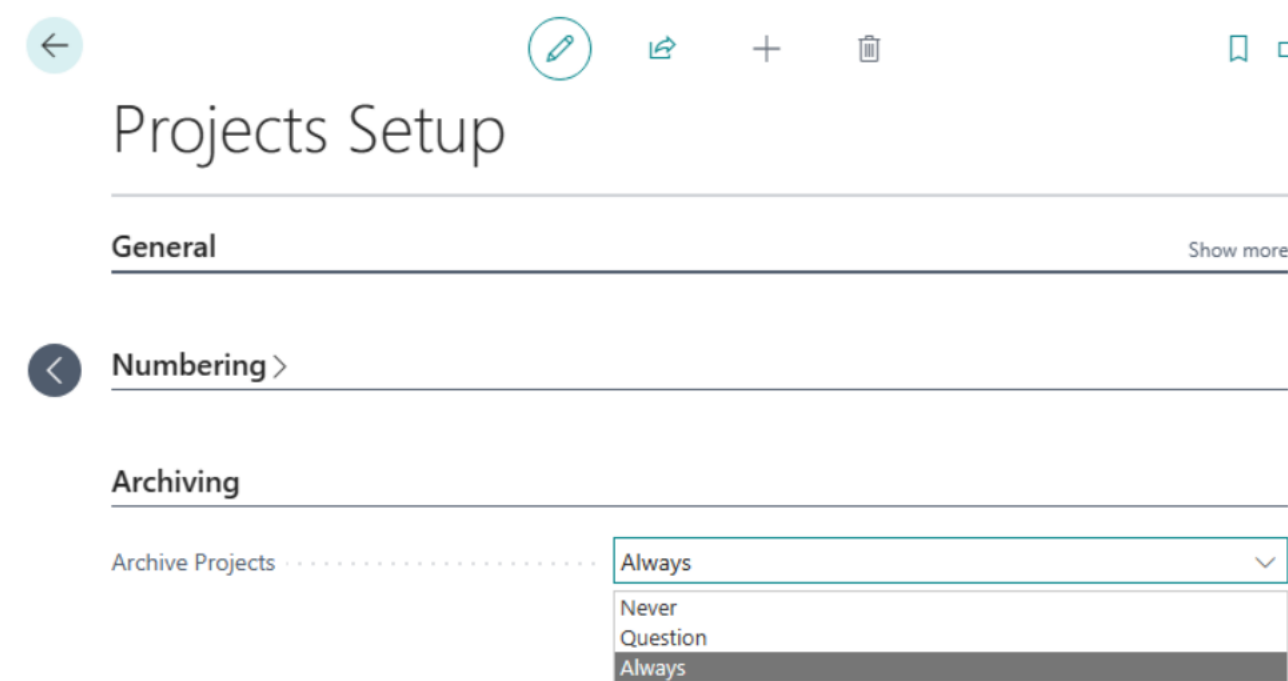 Projects Setup
General
Show more
Numbering
Archiving
Archive Projects
Always
Never
Question
Always